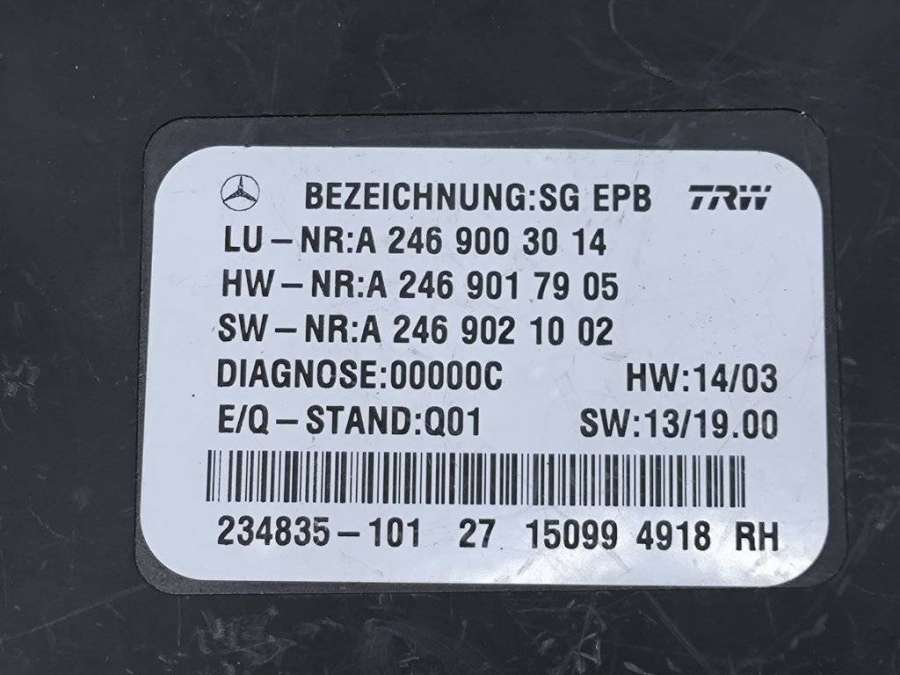 BEZEICHNUNG:SG EPB TRW
LU-NR:A 246 900 30 14
HW-NR:A 246 901 79 05
SW-NR:A 246 902 10 02
DIAGNOSE:00000C HW:14/03
E/Q-STAND:Q01 SW:13/19.00
234835-101 27 15099 4918 RH